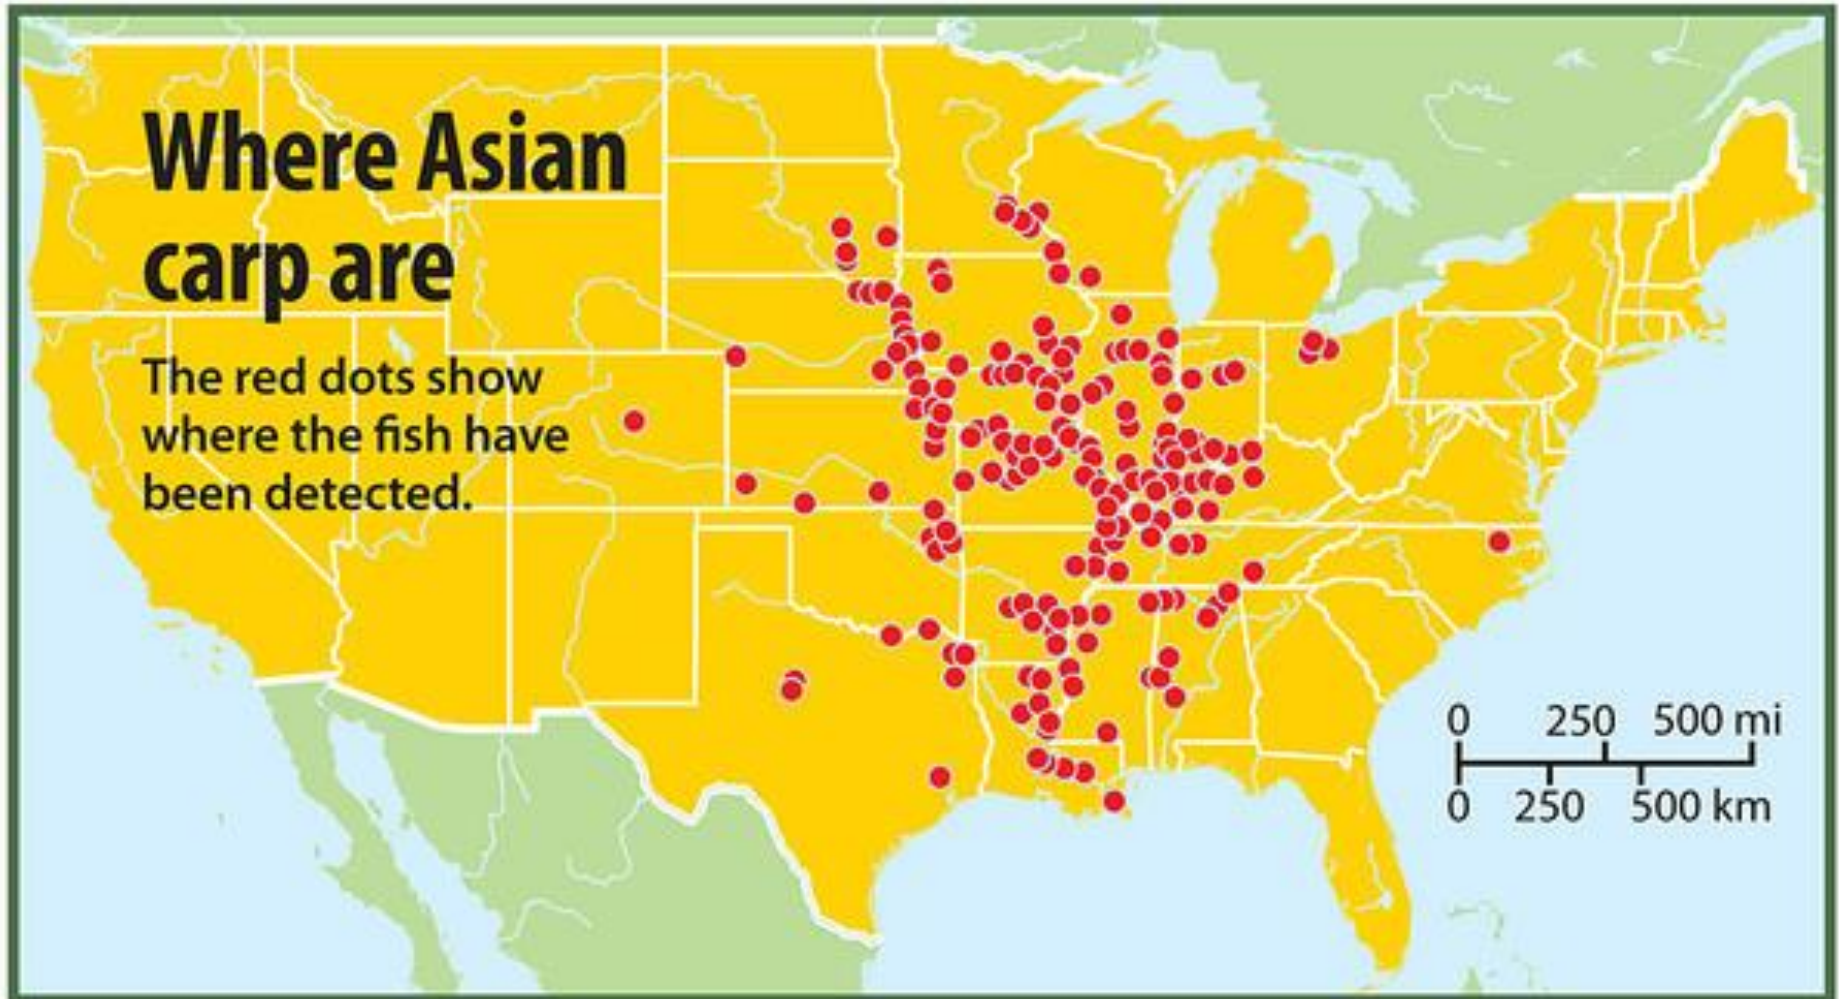 Where Asian
carp are
The red dots show
where the fish have
been detected.
0 250 500 mi
0 250 500 km